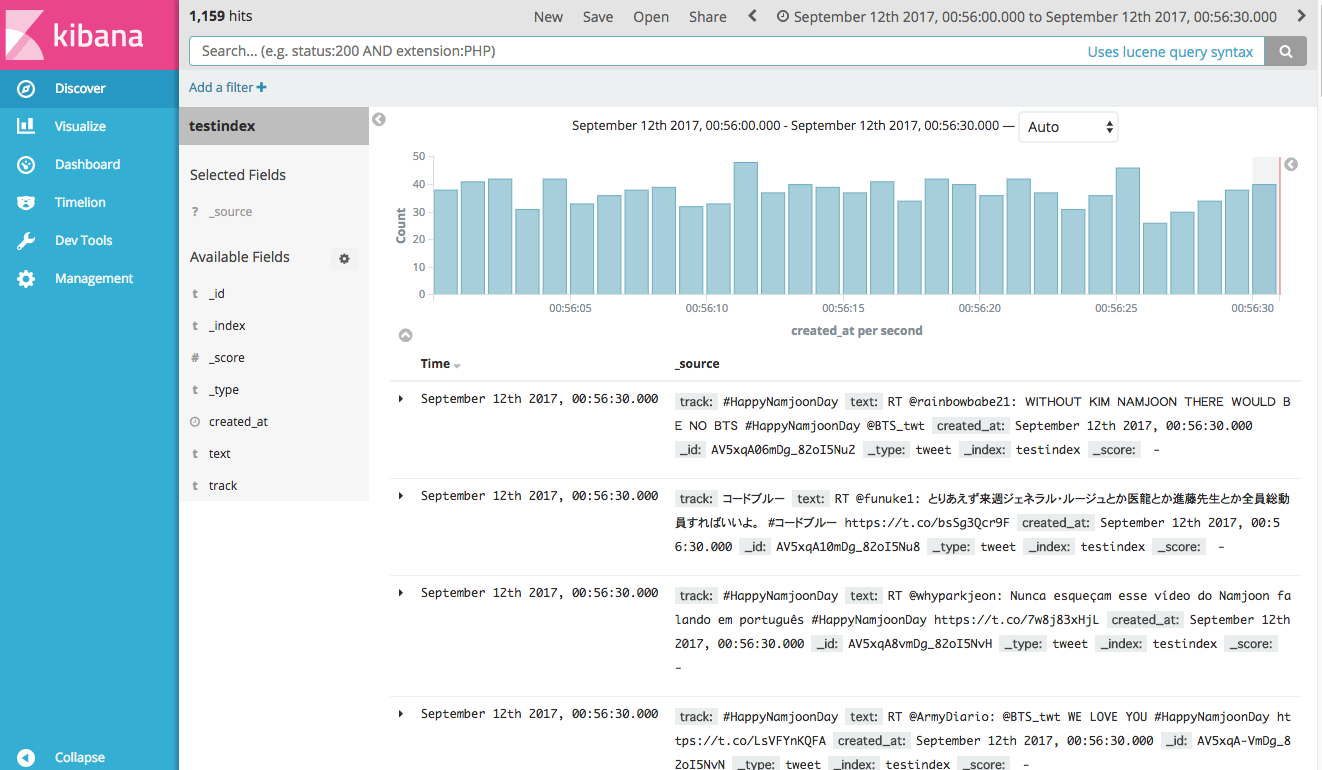 kibana
Discover
Visualize
Dashboard
Timelion
Dev Tools
Management
Collapse
1,159 hits
New Save Open Share September 12th 2017, 00:56:00.000 to September 12th 2017, 00:56:30.000
Search... (e.g. status:200 AND extension:PHP) Uses lucene query syntax
Add a filter +
testindex
Selected Fields
? _source
Available Fields
t _id
t _index
# _score
t _type
created_at
t text
t track
September 12th 2017, 00:56:00.000 - September 12th 2017, 00:56:30.000 — Auto
Count
50
40
30
20
10
0
00:56:05 00:56:10 00:56:15 00:56:20 00:56:25 00:56:30
created_at per second
Time _source
September 12th 2017, 00:56:30.000 track: #HappyNamjoonDay text: RT @rainbowbabe21: WITHOUT KIM NAMJOON THERE WOULD B
E NO BTS #HappyNamjoonDay @BTS_twt created_at: September 12th 2017, 00:56:30.000
_id: AV5xqA06mDg_82oI5Nu2 _type: tweet _index: testindex _score: -
September 12th 2017, 00:56:30.000 track: コードブルー text: RT @funuke1: とりあえず来週ジェネラル・ルージュとか医龍とか進藤先生とか全員総動
員すればいいよ。 #コードブルー https://t.co/bsSg3Qcr9F created_at: September 12th 2017, 00:5
6:30.000 _id: AV5xqA10mDg_82oI5Nu8 _type: tweet _index: testindex _score: -
September 12th 2017, 00:56:30.000 track: #HappyNamjoonDay text: RT @whyparkjeon: Nunca esqueçam esse vídeo do Namjoon fa
lando em português #HappyNamjoonDay https://t.co/7w8j83xHjL created_at: September 12th
2017, 00:56:30.000 _id: AV5xqA8vmDg_82oI5NvH _type: tweet _index: testindex _score:
-
September 12th 2017, 00:56:30.000 track: #HappyNamjoonDay text: RT @ArmyDiario: @BTS_twt WE LOVE YOU #HappyNamjoonDay ht
tps://t.co/LsVFYnKQFA created_at: September 12th 2017, 00:56:30.000 _id: AV5xqA-VmDg_8
2oI5NvN _type: tweet _index: testindex _score: -